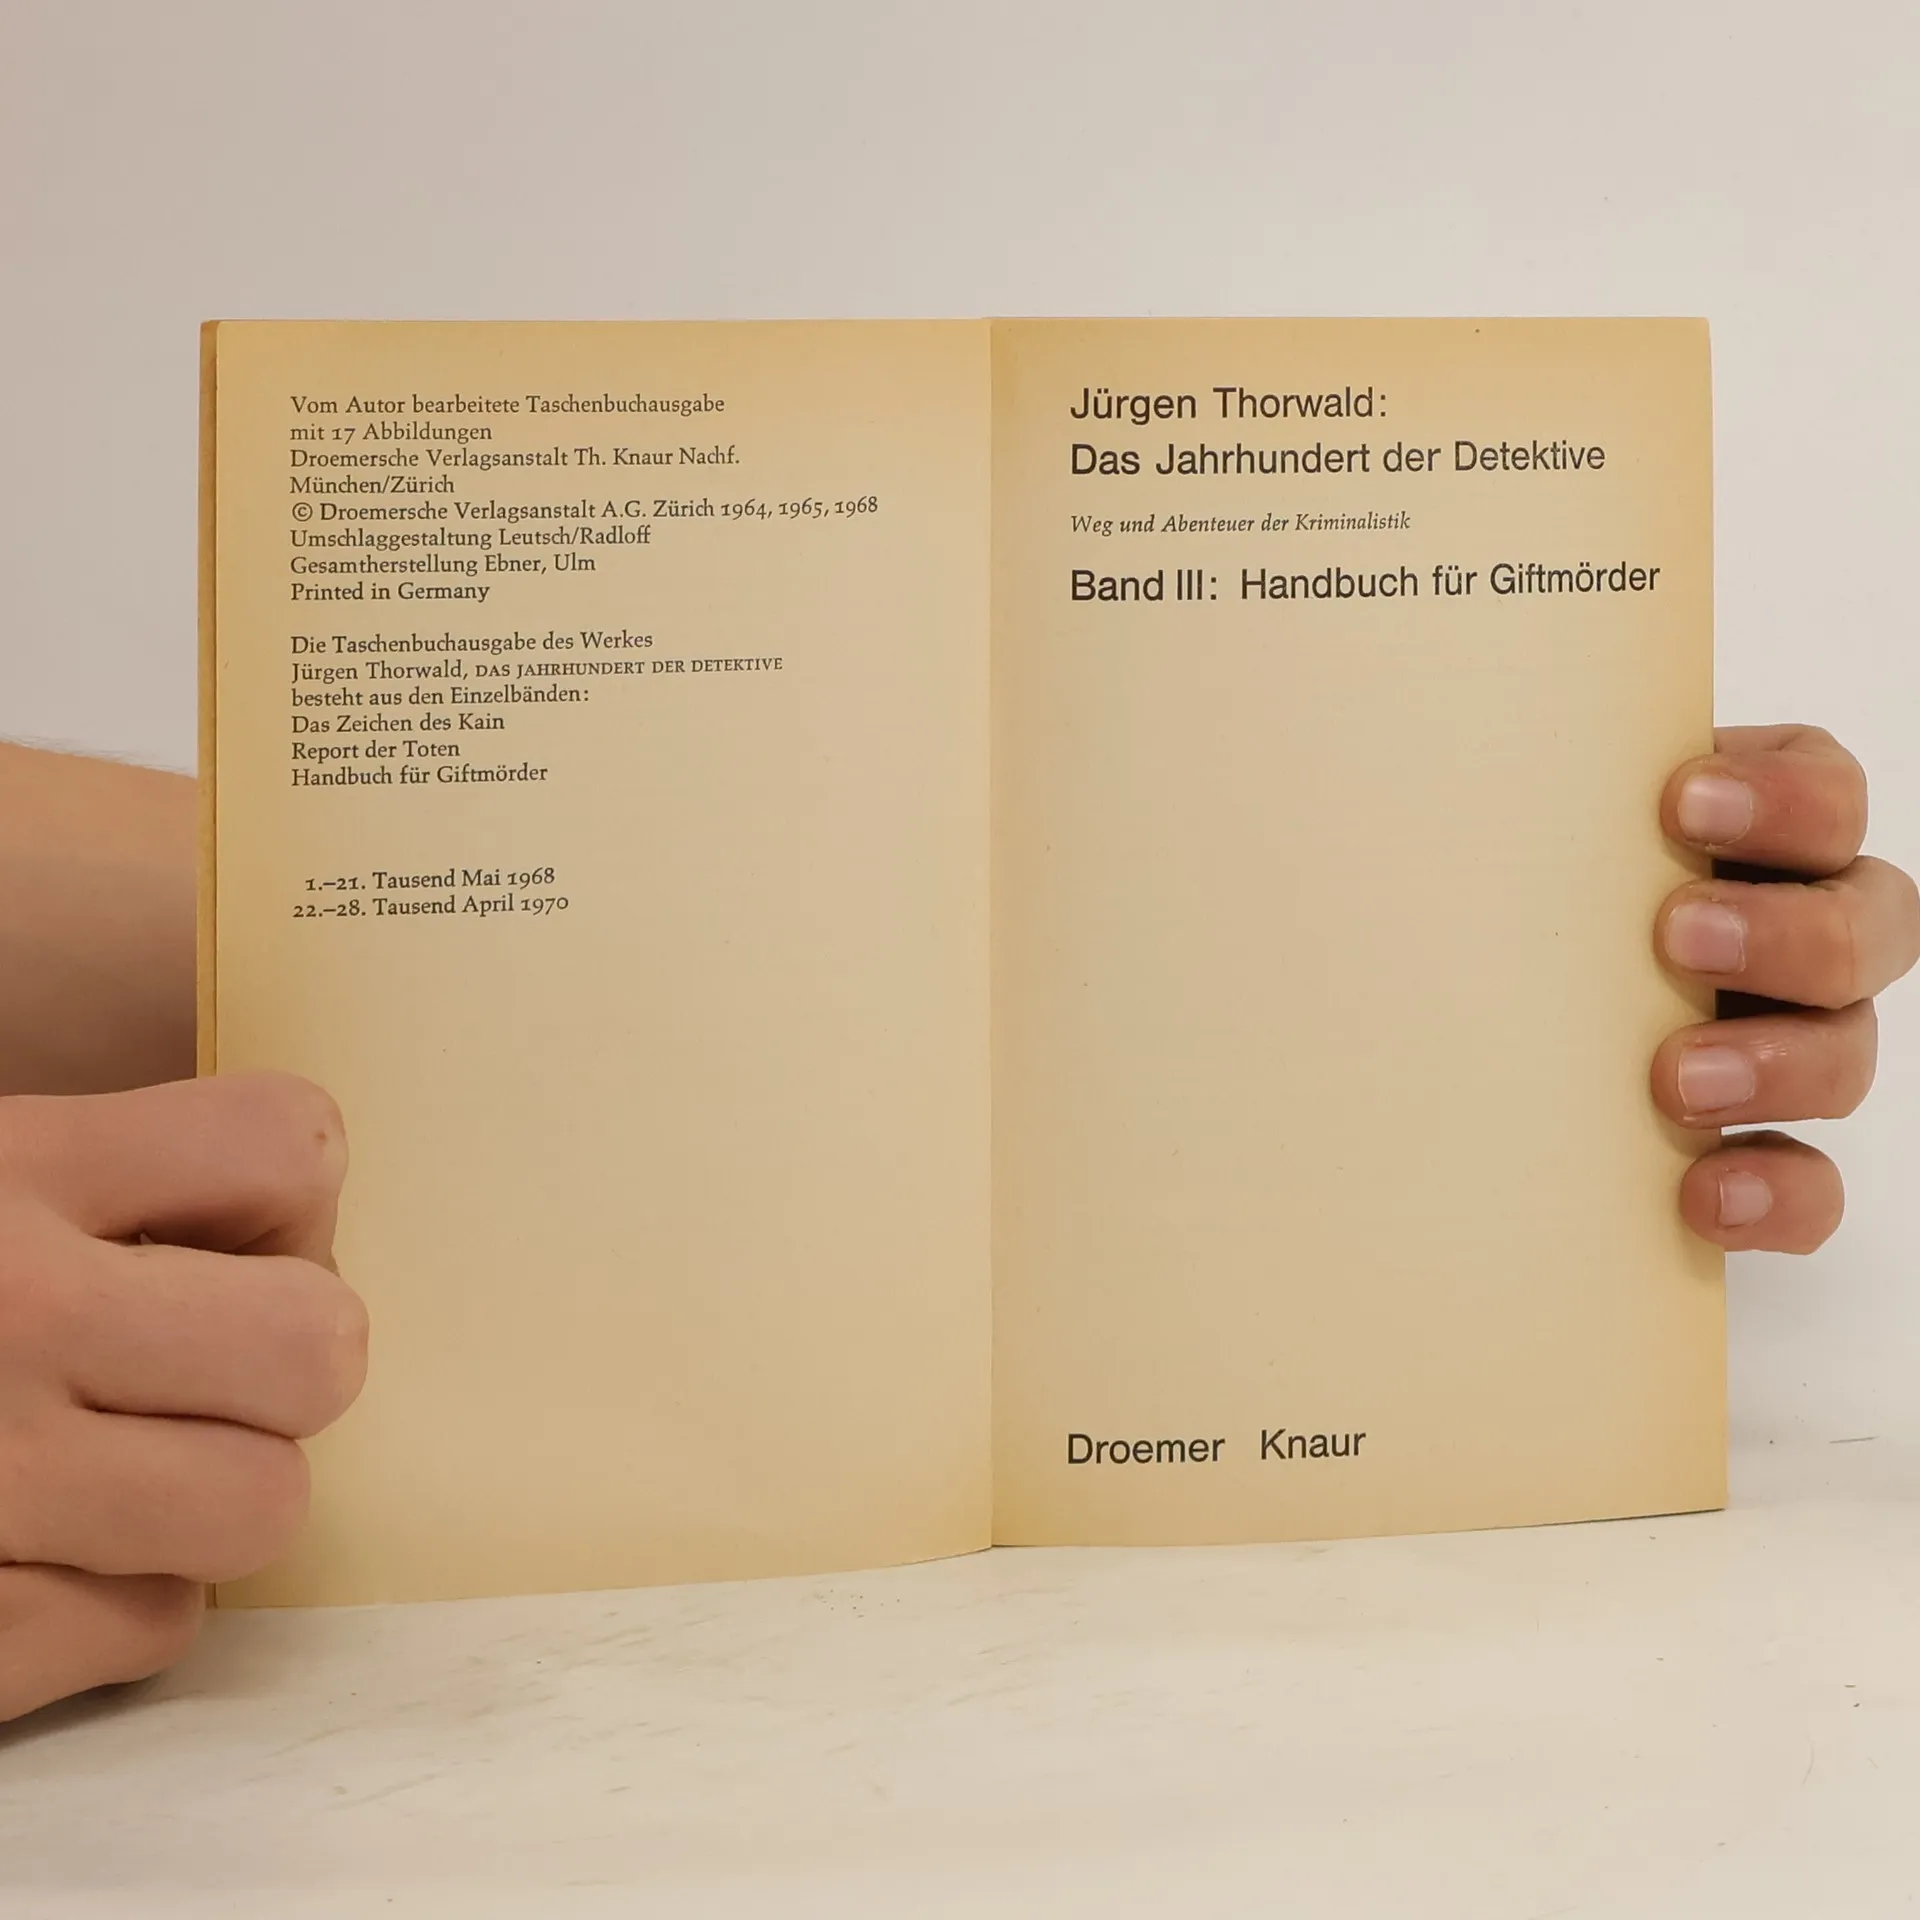 Vom Autor bearbeitete Taschenbuchausgabe
mit 17 Abbildungen
Droemersche Verlagsanstalt Th. Knaur Nachf.
München/Zürich
© Droemersche Verlagsanstalt A.G. Zürich 1964, 1965, 1968
Umschlaggestaltung Leutsch/Radloff
Gesamtherstellung Ebner, Ulm
Printed in Germany
Die Taschenbuchausgabe des Werkes
Jürgen Thorwald, DAS JAHRHUNDERT DER DETEKTIVE
besteht aus den Einzelbänden:
Das Zeichen des Kain
Report der Toten
Handbuch für Giftmörder
1.–21. Tausend Mai 1968
22.–28. Tausend April 1970
Jürgen Thorwald:
Das Jahrhundert der Detektive
Weg und Abenteuer der Kriminalistik
Band III: Handbuch für Giftmörder
Droemer Knaur